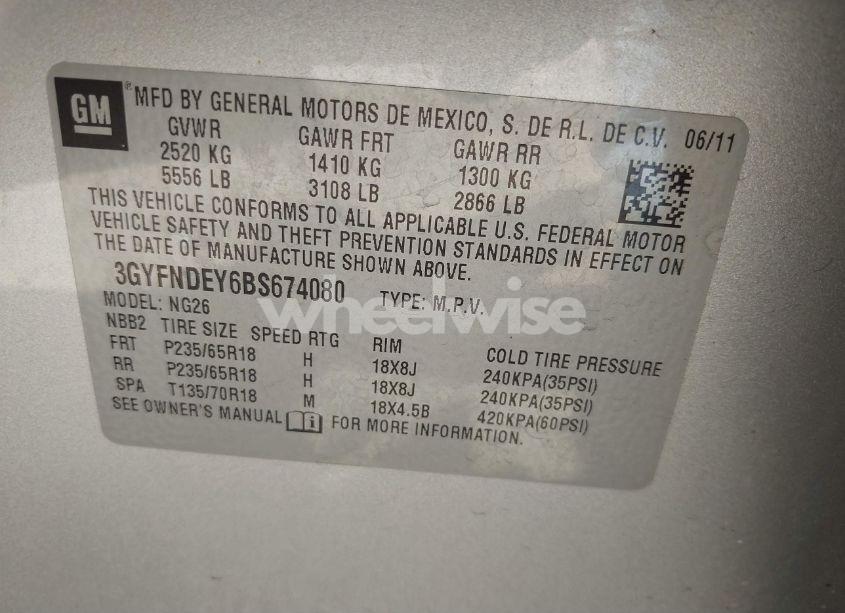 GM ® MFD BY GENERAL MOTORS DE MEXICO, S. DE R.L. DE C.V. 06/11
GVWR GAWR FRT GAWR RR
2520 KG 1410 KG 1300 KG
5556 LB 3108 LB 2866 LB
THIS VEHICLE CONFORMS TO ALL APPLICABLE U.S. FEDERAL MOTOR
VEHICLE SAFETY AND THEFT PREVENTION STANDARDS IN EFFECT ON
THE DATE OF MANUFACTURE SHOWN ABOVE.
3GYFNDEY6BS674080 TYPE: M.P.V.
wheelwise
MODEL: NG26
NBB2 TIRE SIZE SPEED RTG RIM COLD TIRE PRESSURE
FRT P235/65R18 H 18X8J 240KPA(35PSI)
RR P235/65R18 H 18X8J 240KPA(35PSI)
SPA T135/70R18 M 18X4.5B 420KPA(60PSI)
SEE OWNER'S MANUAL i FOR MORE INFORMATION.